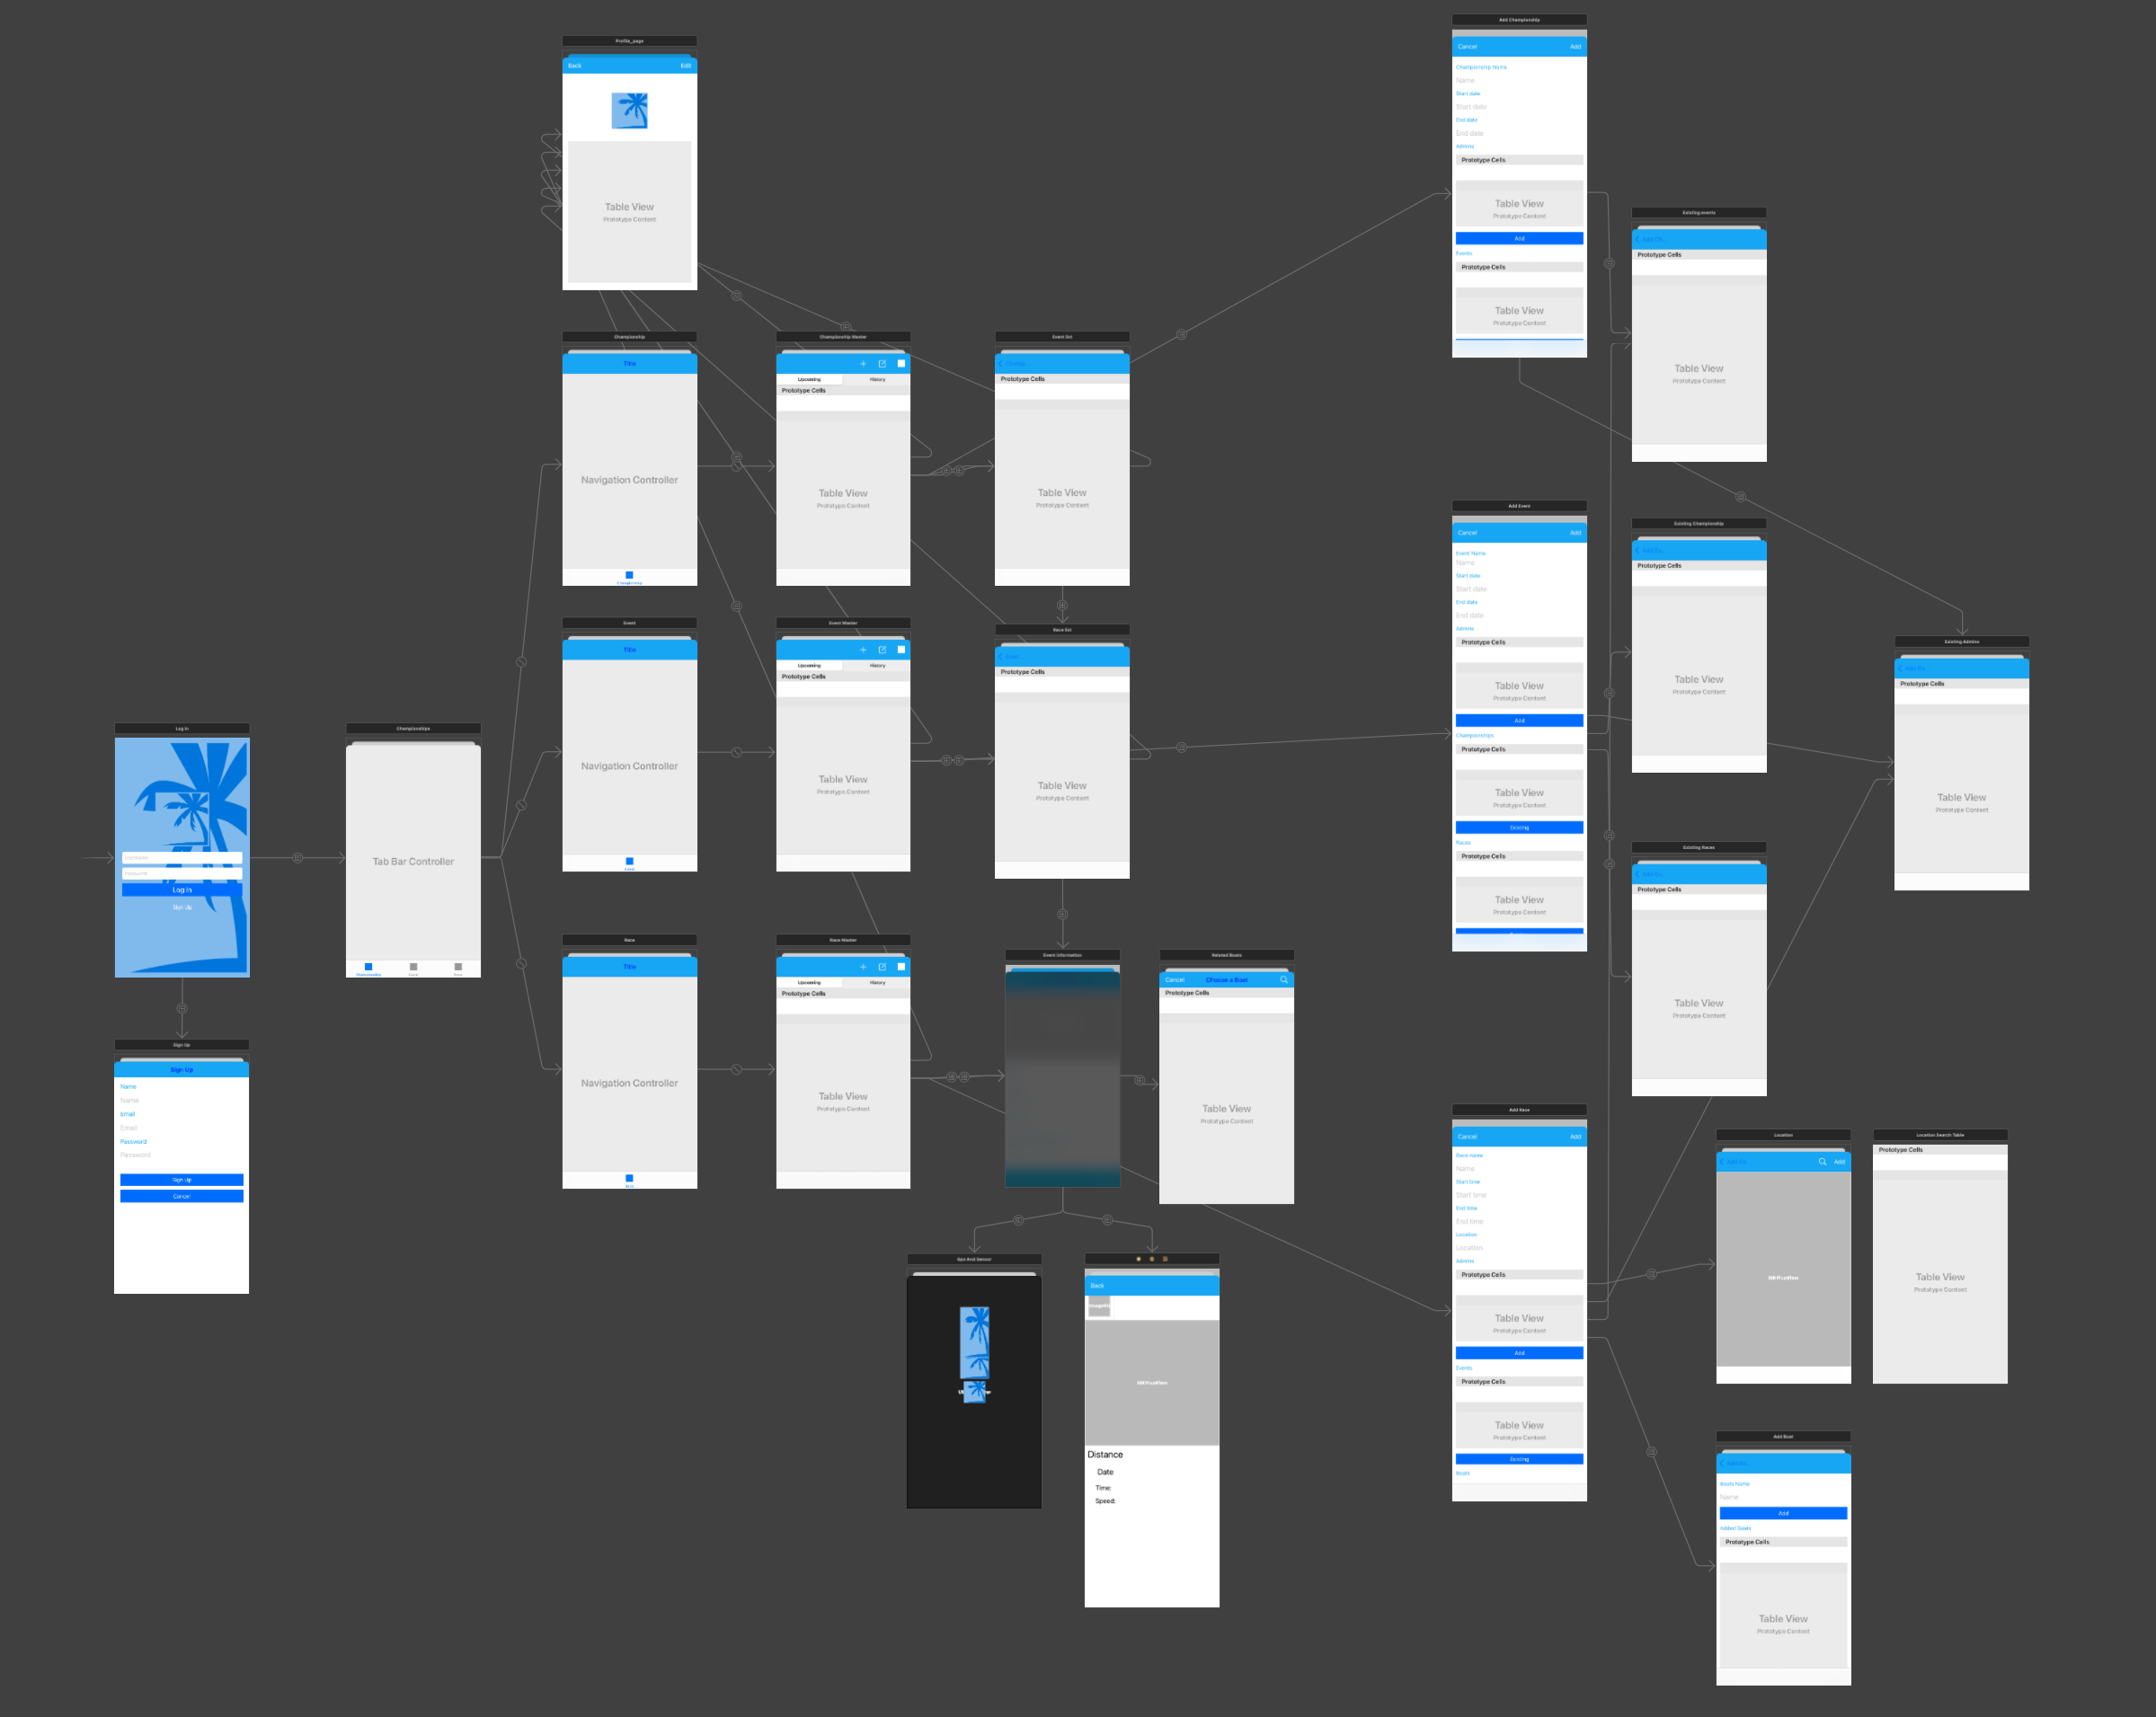 Profile_page
Back
Edit
Table View
Prototype Content
Add Championship
Cancel
Add
Championship Name
Name
Start date
Start date
End date
End date
Admins
Prototype Cells
Table View
Prototype Content
Add
Events
Prototype Cells
Table View
Prototype Content
Existing events
Prototype Cells
Table View
Prototype Content
Championship
Title
Navigation Controller
Championship
Championship Master
Upcoming
History
Prototype Cells
Table View
Prototype Content
Event list
Prototype Cells
Table View
Prototype Content
Add Event
Cancel
Add
Event Name
Name
Start date
Start date
End date
End date
Admins
Prototype Cells
Table View
Prototype Content
Add
Championships
Prototype Cells
Table View
Prototype Content
Existing
Races
Prototype Cells
Table View
Prototype Content
Existing Championship
Prototype Cells
Table View
Prototype Content
Existing Admins
Prototype Cells
Table View
Prototype Content
Event
Title
Navigation Controller
Event
Event Master
Upcoming
History
Prototype Cells
Table View
Prototype Content
Race list
Prototype Cells
Table View
Prototype Content
Log in
Username
Password
Log in
Sign Up
Championships
Tab Bar Controller
Championship
Event
Race
Existing Races
Prototype Cells
Table View
Prototype Content
Race
Title
Navigation Controller
Race
Race Master
Upcoming
History
Prototype Cells
Table View
Prototype Content
Event Information
Related Boats
Cancel
Choose a Boat
Prototype Cells
Table View
Prototype Content
Sign Up
Sign Up
Name
Name
Email
Email
Password
Password
Sign Up
Cancel
Add Race
Cancel
Add
Race name
Name
Start time
Start time
End time
End time
Location
Location
Admins
Prototype Cells
Table View
Prototype Content
Add
Events
Prototype Cells
Table View
Prototype Content
Existing
Boats
Location
Add
Location Search Table
Prototype Cells
Table View
Prototype Content
Gps And Sensor
Back
Distance
Date
Time:
Speed:
Add Boat
Boats Name
Name
Add
Added Boats
Prototype Cells
Table View
Prototype Content